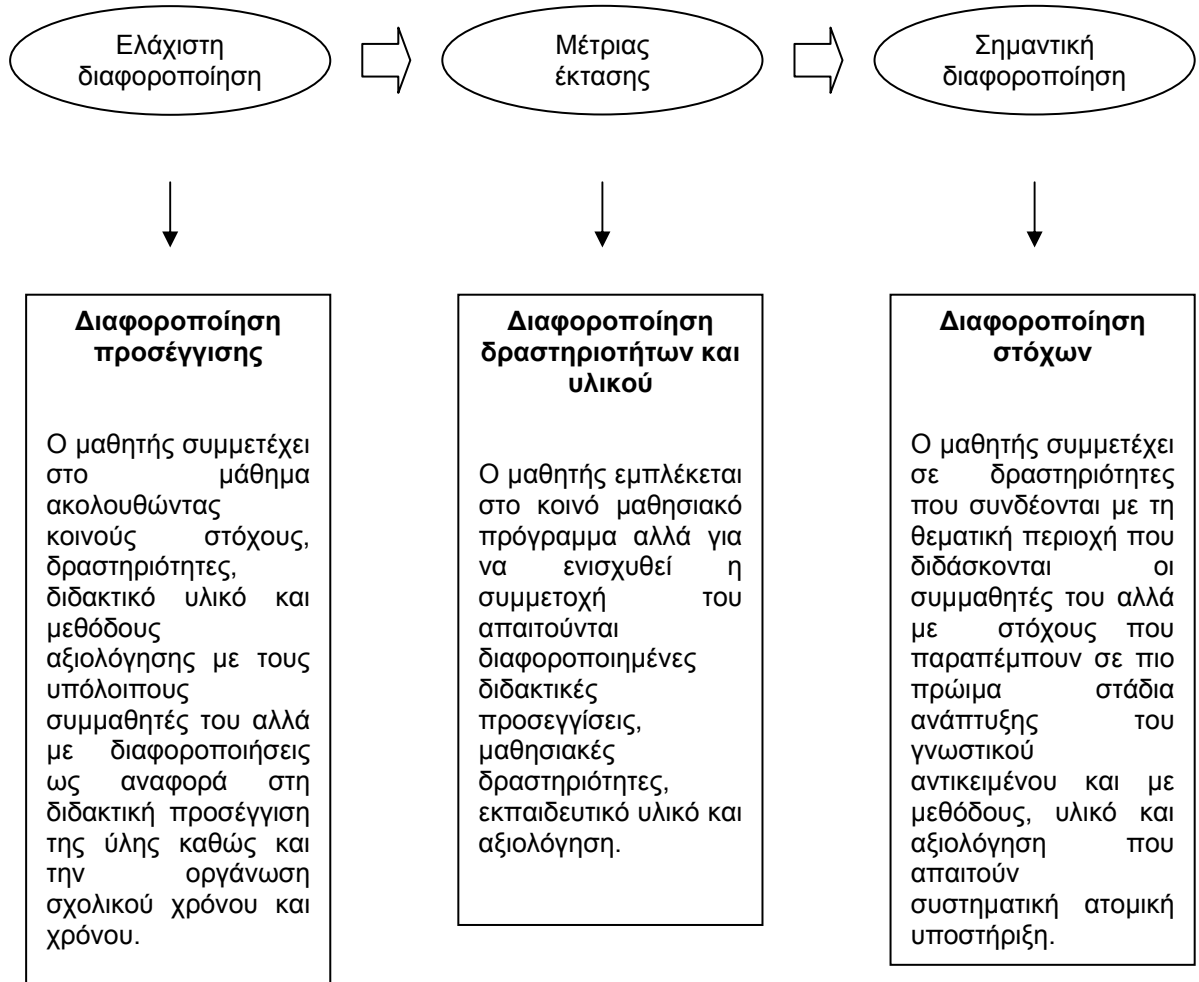 Ελάχιστη
διαφοροποίηση
Μέτριας
έκτασης
Σημαντική
διαφοροποίηση
Διαφοροποίηση
προσέγγισης
Ο μαθητής συμμετέχει
στο μάθημα
ακολουθώντας
κοινούς στόχους,
δραστηριότητες,
διδακτικό υλικό και
μεθόδους
αξιολόγησης με τους
υπόλοιπους
συμμαθητές του αλλά
με διαφοροποιήσεις
ως αναφορά στη
διδακτική προσέγγιση
της ύλης καθώς και
την οργάνωση
σχολικού χρόνου και
χρόνου.
Διαφοροποίηση
δραστηριοτήτων και
υλικού
Ο μαθητής εμπλέκεται
στο κοινό μαθησιακό
πρόγραμμα αλλά για
να ενισχυθεί η
συμμετοχή του
απαιτούνται
διαφοροποιημένες
διδακτικές
προσεγγίσεις,
μαθησιακές
δραστηριότητες,
εκπαιδευτικό υλικό και
αξιολόγηση.
Διαφοροποίηση
στόχων
Ο μαθητής συμμετέχει
σε δραστηριότητες
που συνδέονται με τη
θεματική περιοχή που
διδάσκονται οι
συμμαθητές του αλλά
με στόχους που
παραπέμπουν σε πιο
πρώιμα στάδια
ανάπτυξης του
γνωστικού
αντικειμένου και με
μεθόδους, υλικό και
αξιολόγηση που
απαιτούν
συστηματική ατομική
υποστήριξη.